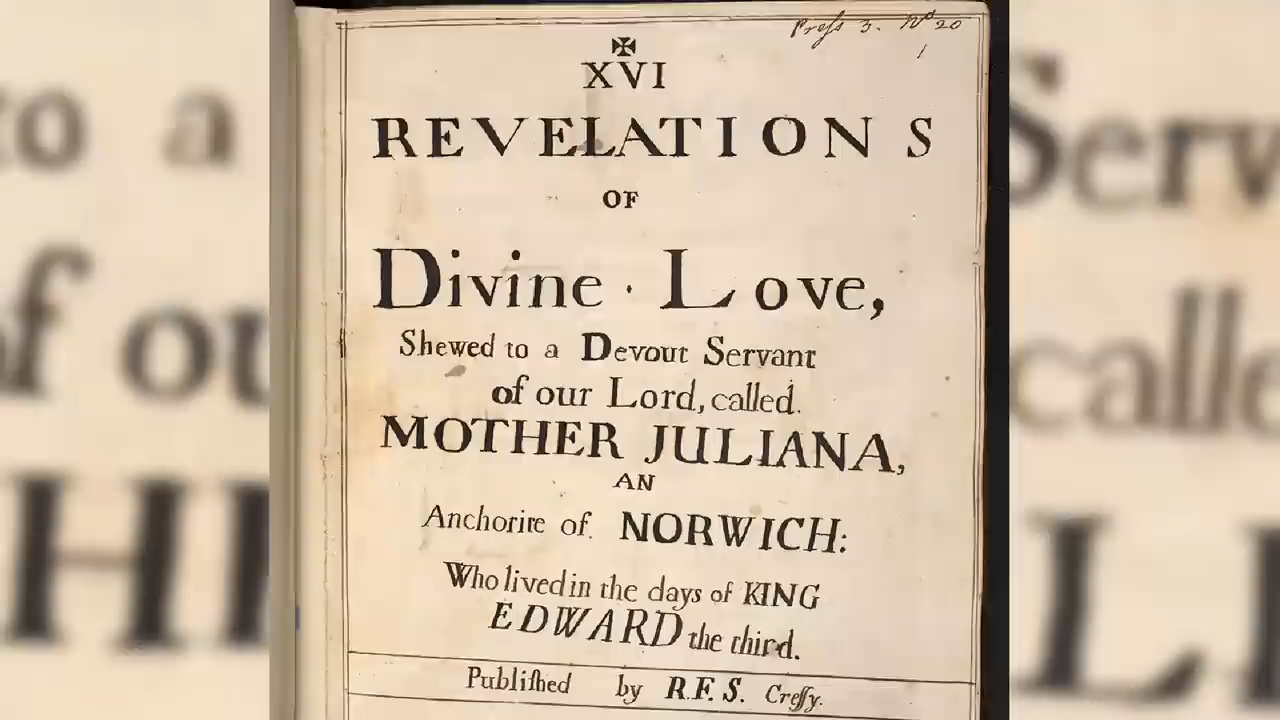 Preſs 3. Nº 20
1
✠
XVI
REVELATIONS
OF
Divine · Love,
Shewed to a Devout Servant
of our Lord, called.
MOTHER JULIANA,
AN
Anchorite of. NORWICH:
Who lived in the days of KING
EDWARD the third.
Publiſhed by R.F.S. Creſſy.